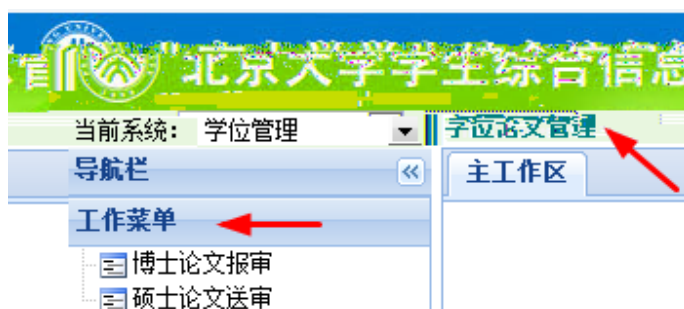 北京大学学生综合信息
当前系统： 学位管理 学位论文管理
导航栏 主工作区
工作菜单
博士论文报审
硕士论文送审